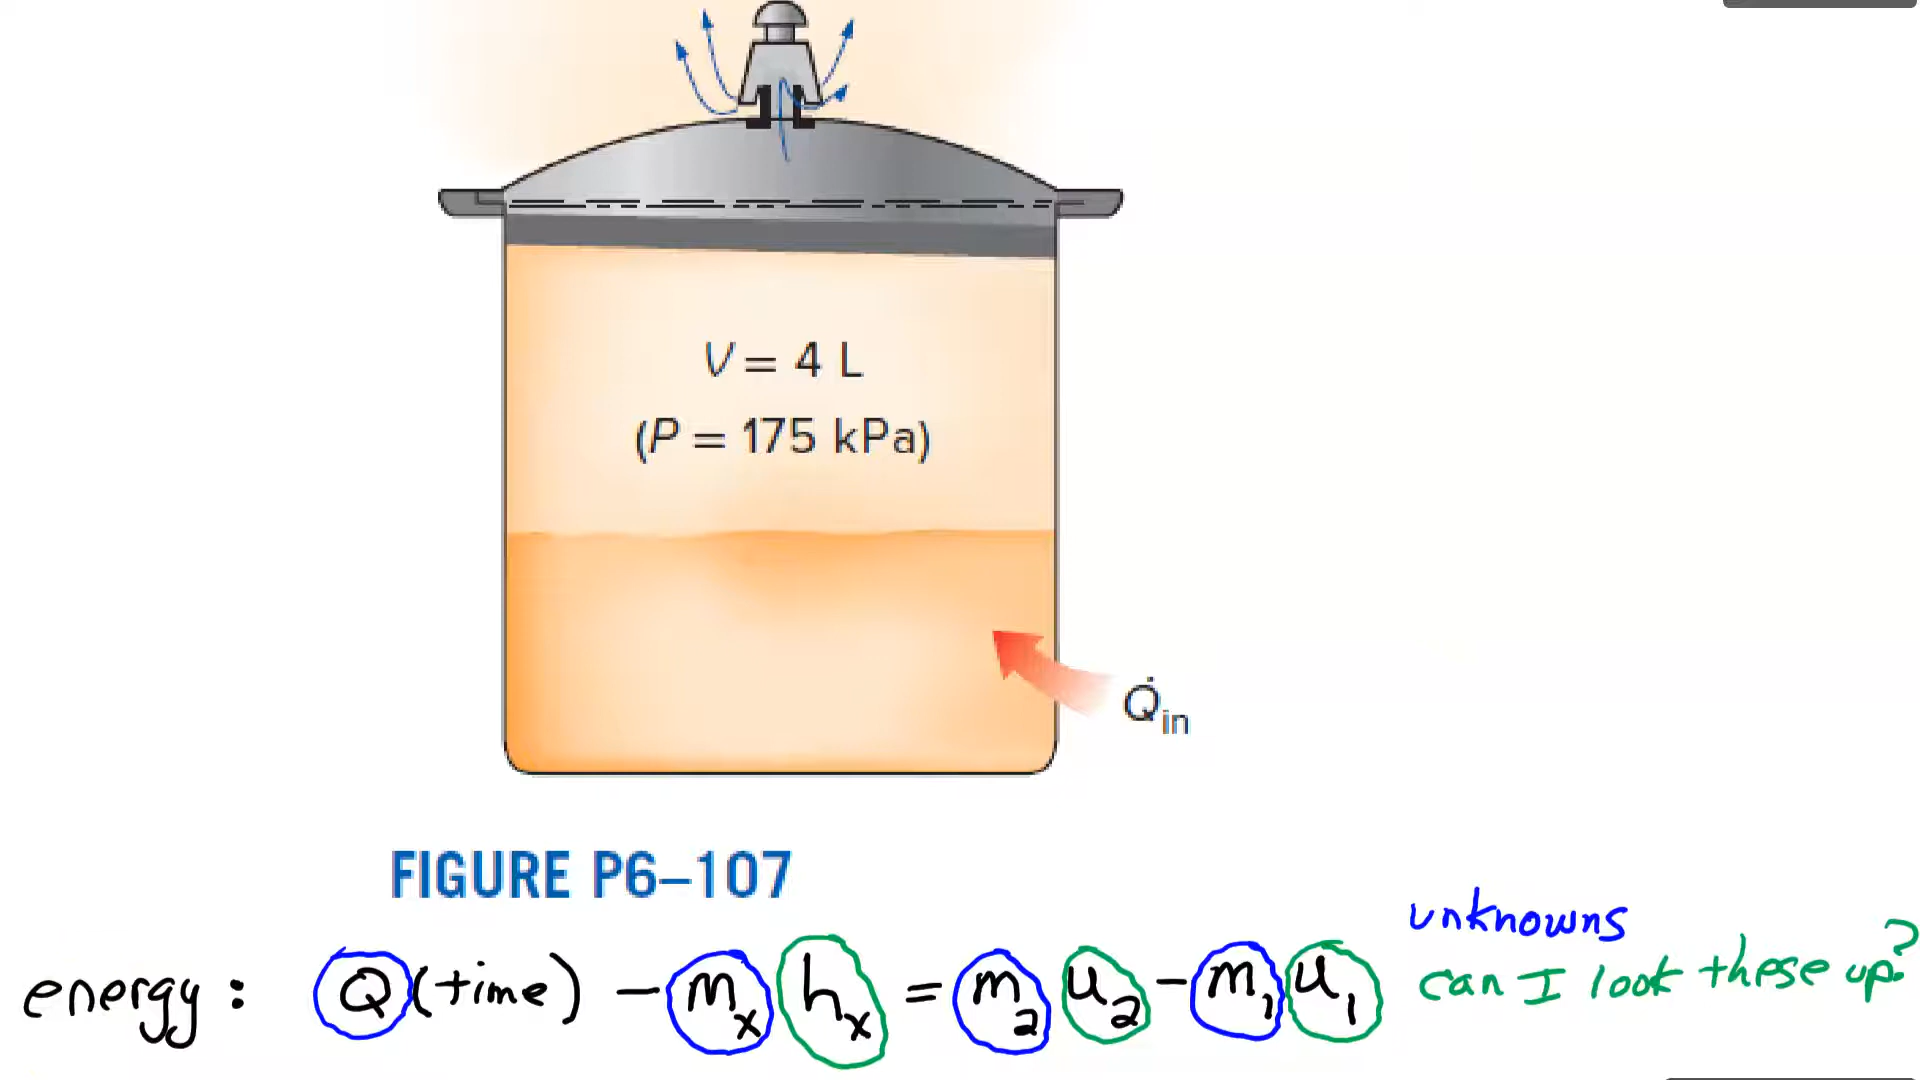 V = 4 L
(P = 175 kPa)
Q̇in
FIGURE P6–107
unknowns
energy: Q(time) − mₓ hₓ = m₂ u₂ − m₁ u₁
can I look these up?